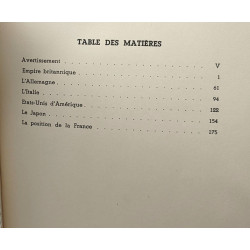 TABLE DES MATIÈRES
Avertissement V
Empire britannique 1
L'Allemagne 61
L'Italie 94
Etats-Unis d'Amérique 122
Le Japon 154
La position de la France 175